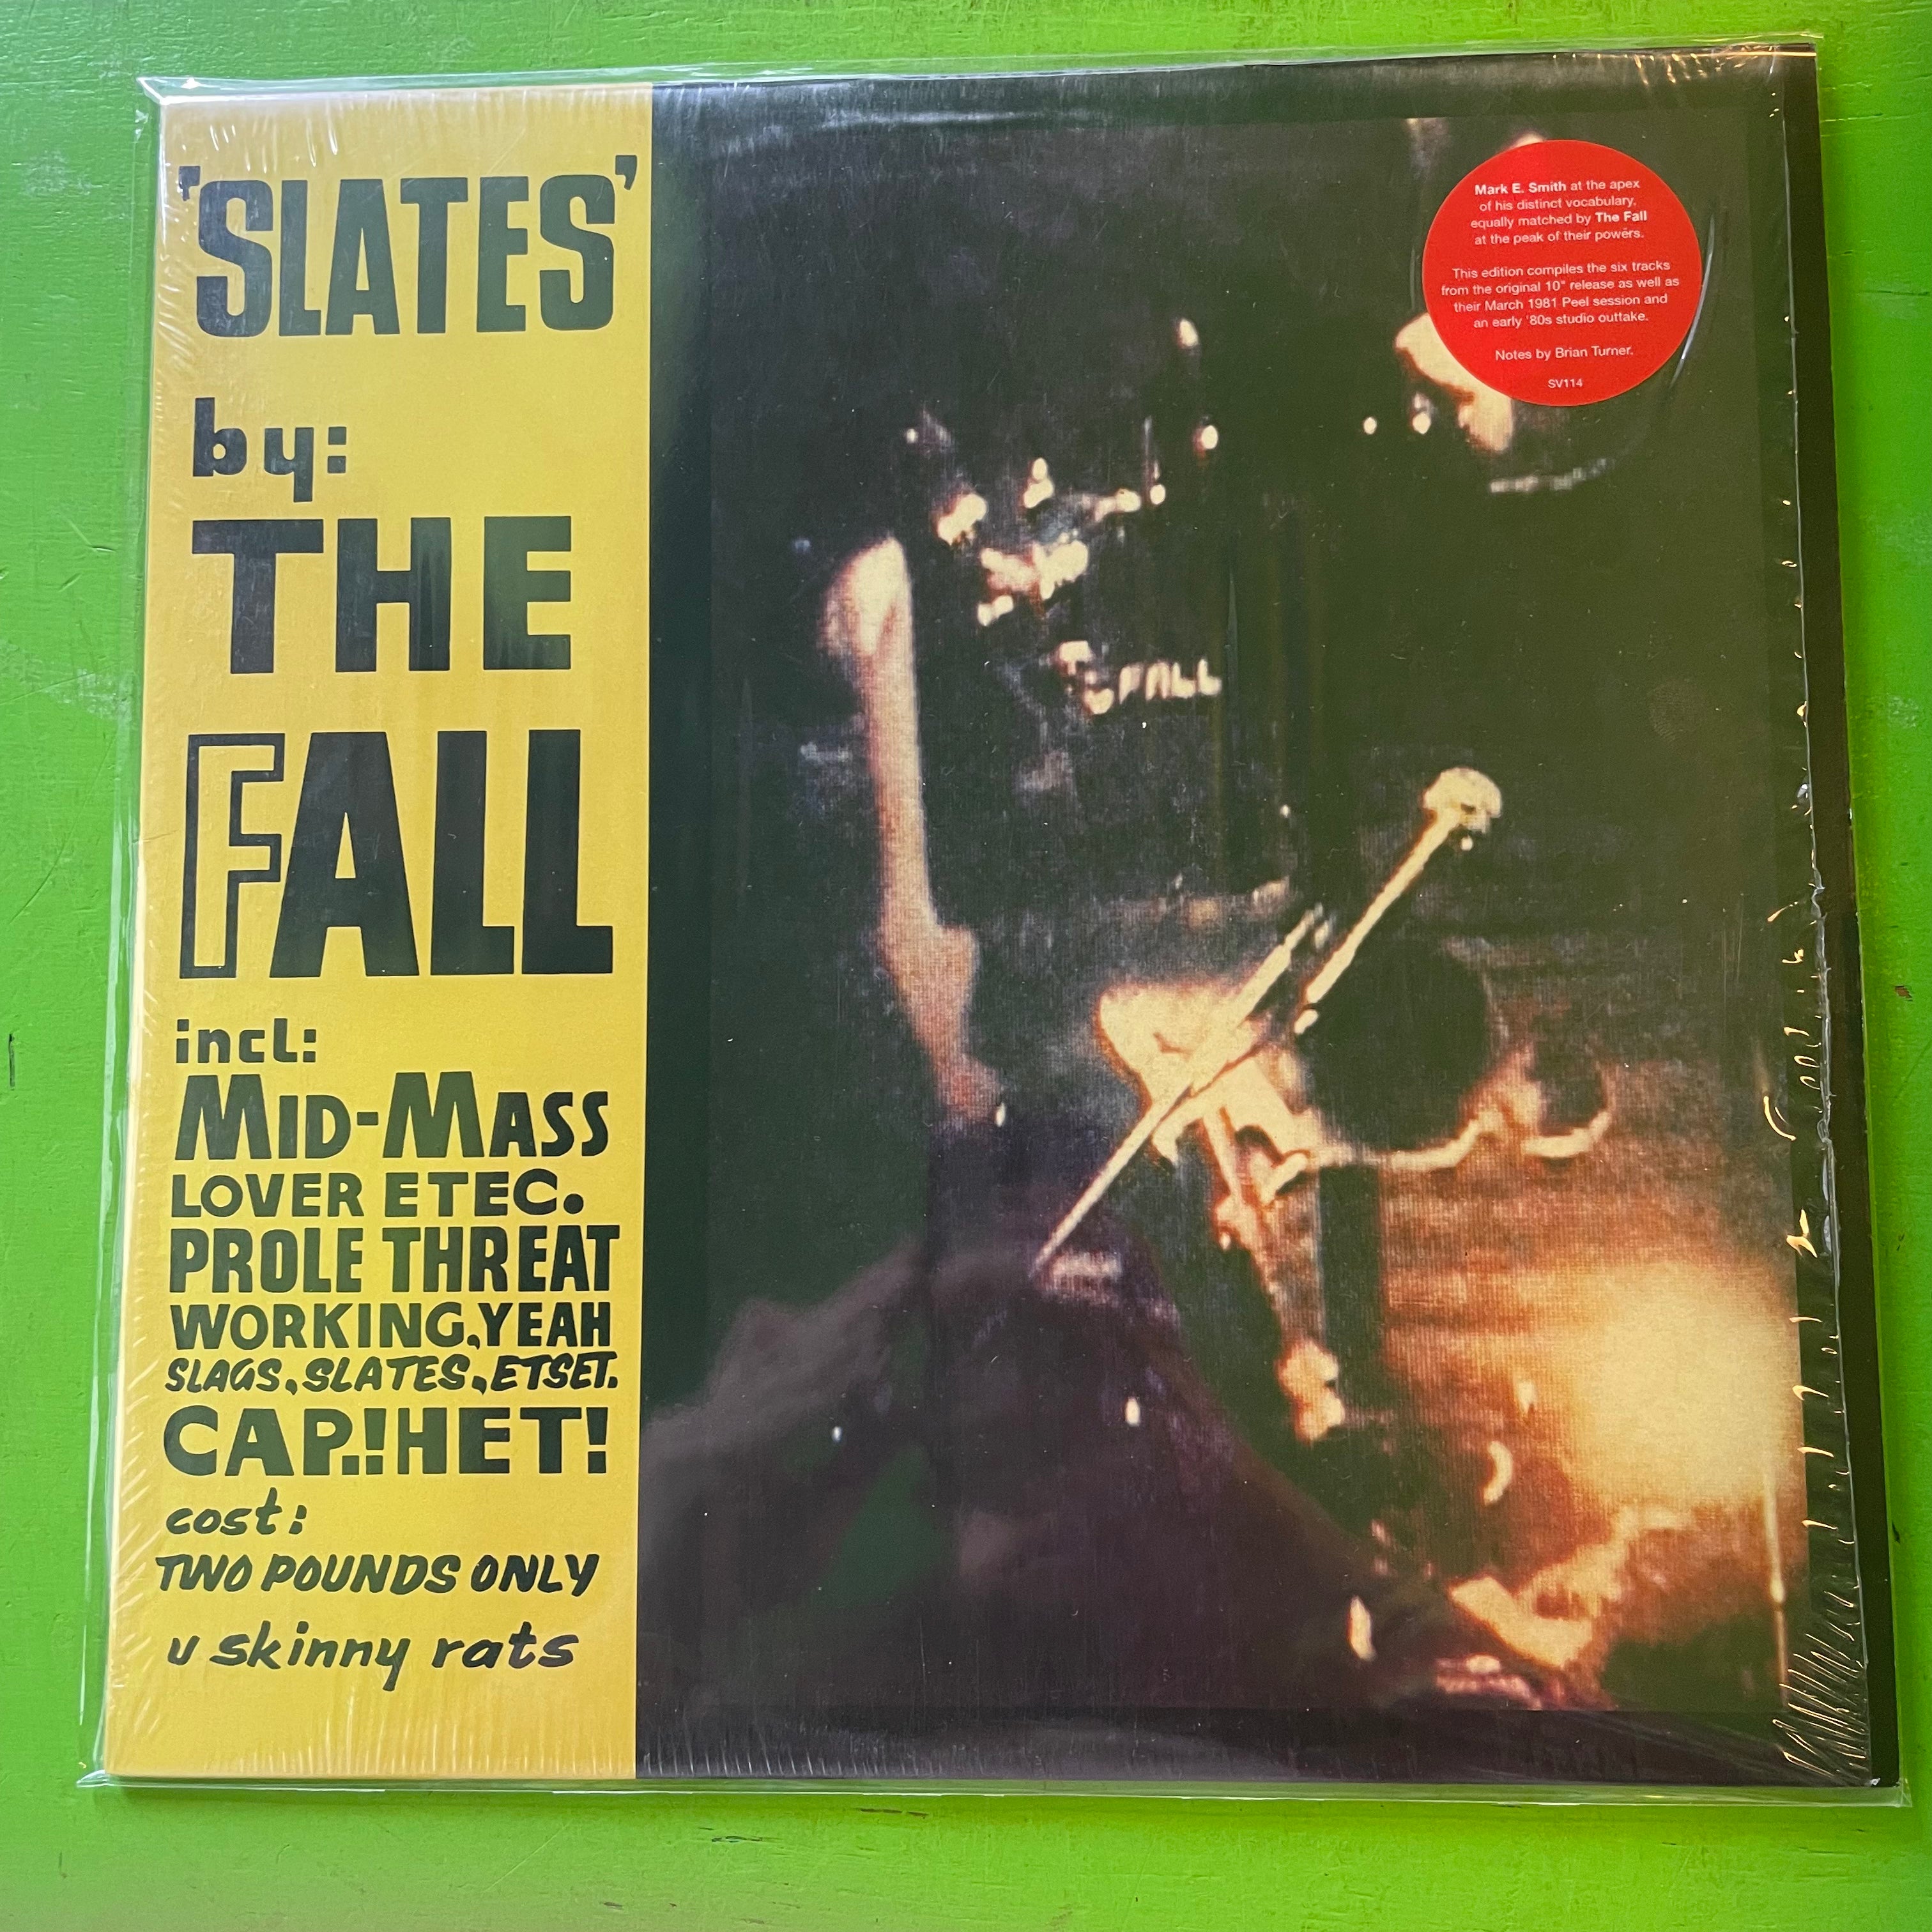 'SLATES'
by:
THE
FALL
incl:
MID-MASS
LOVER ETEC.
PROLE THREAT
WORKING,YEAH
SLAGS, SLATES, ETSET.
CAP.!HET!
cost:
TWO POUNDS ONLY
u skinny rats
Mark E. Smith at the apex
of his distinct vocabulary,
equally matched by The Fall
at the peak of their powers.
This edition compiles the six tracks
from the original 10" release as well as
their March 1981 Peel session and
an early '80s studio outtake.
Notes by Brian Turner.
SV114
FALL